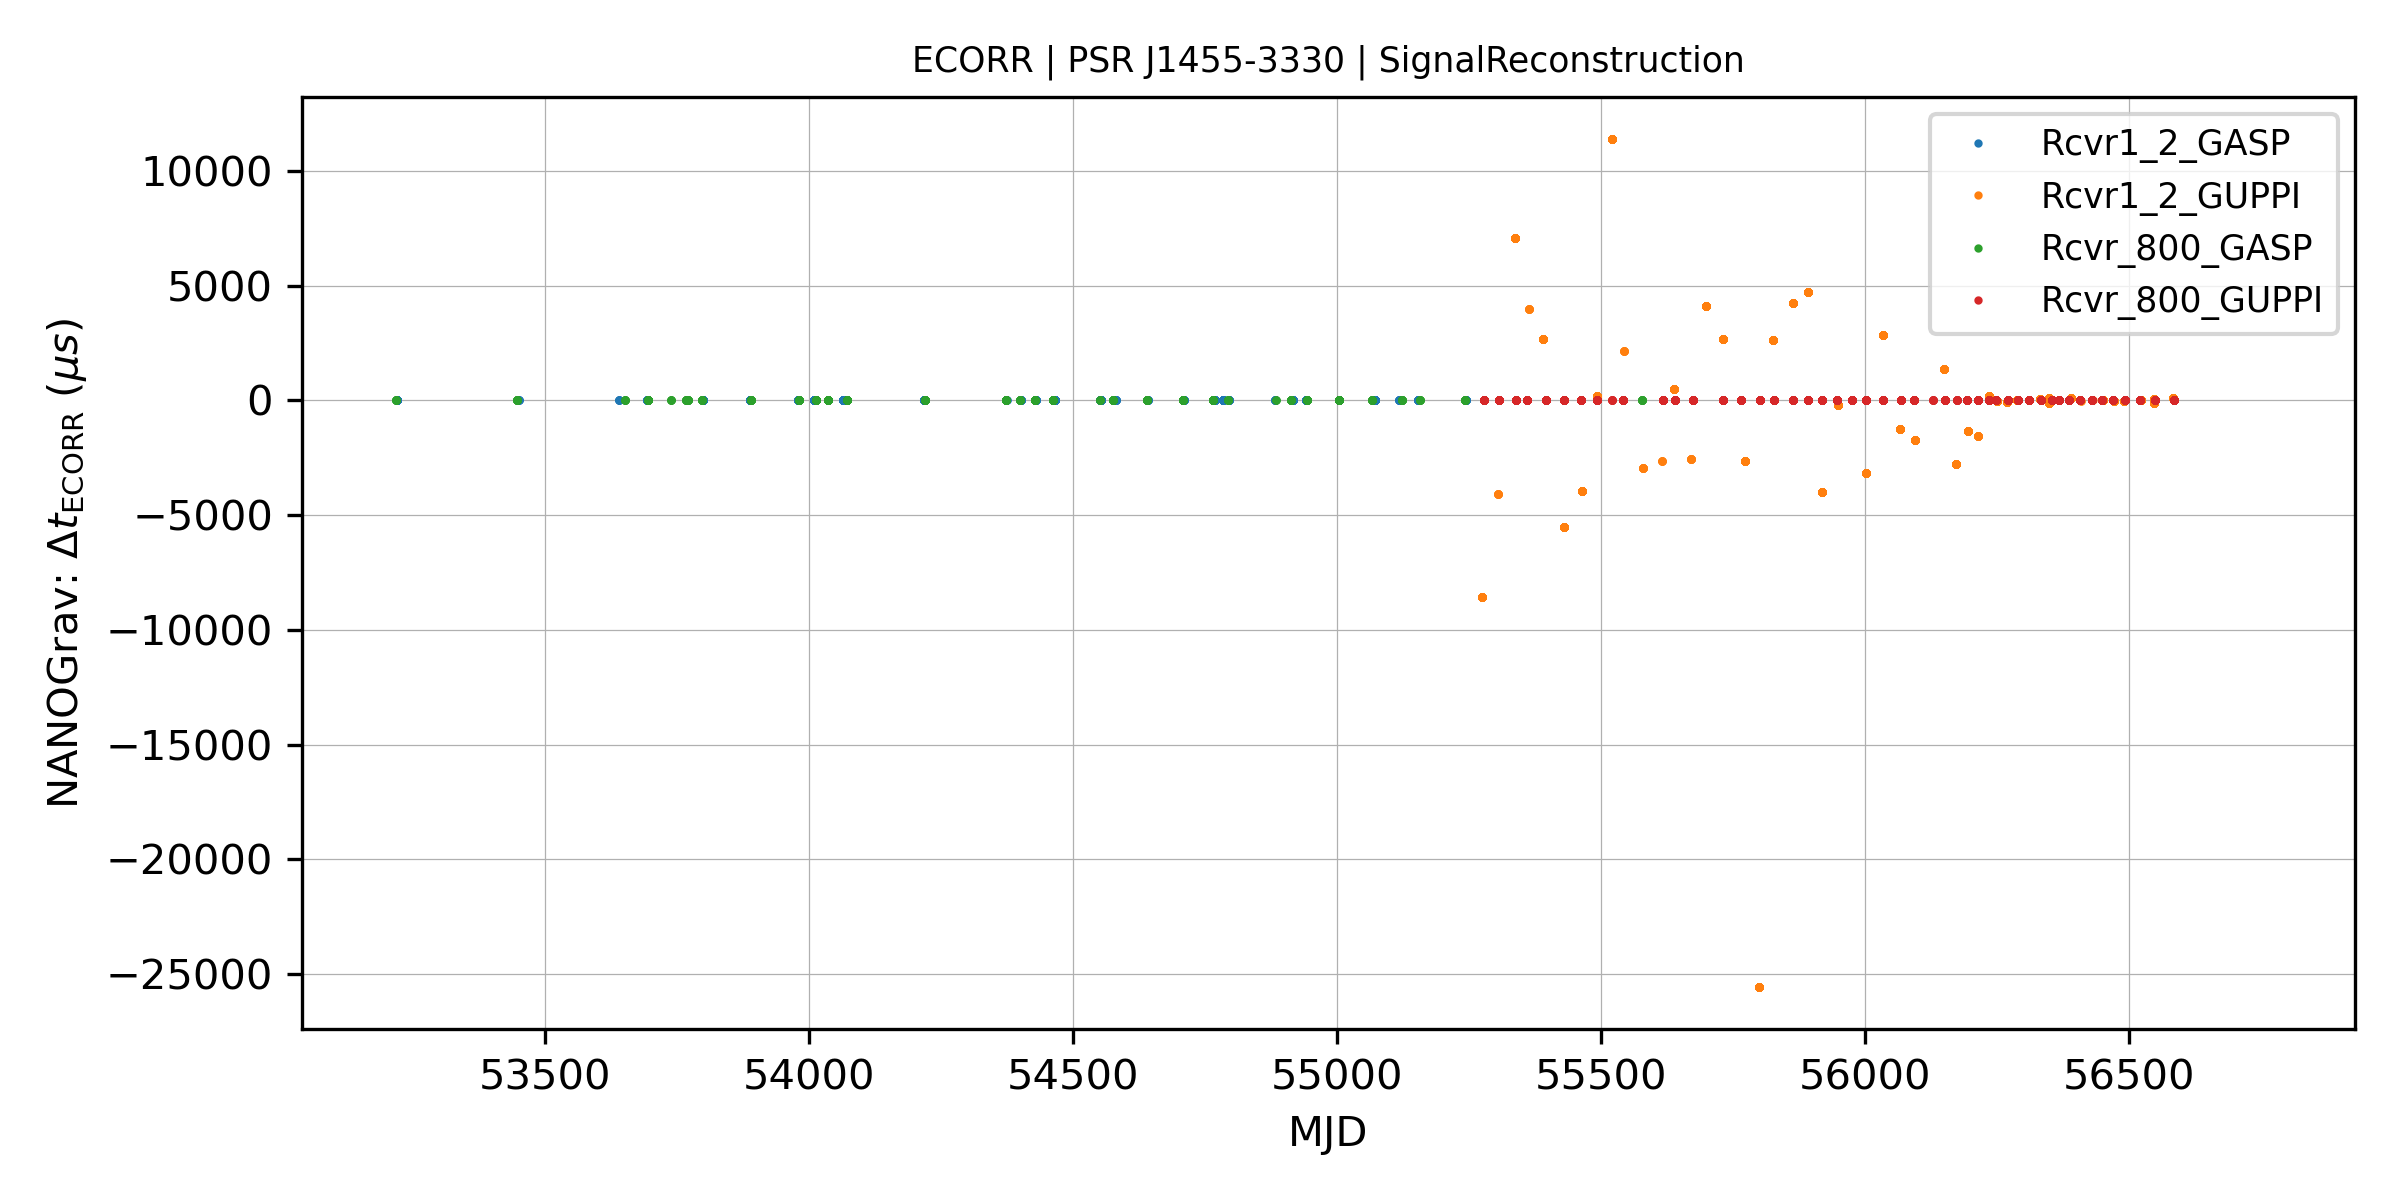 ECORR | PSR J1455-3330 | SignalReconstruction
NANOGrav: Δt_ECORR (μs)
10000
5000
0
−5000
−10000
−15000
−20000
−25000
Rcvr1_2_GASP
Rcvr1_2_GUPPI
Rcvr_800_GASP
Rcvr_800_GUPPI
53500 54000 54500 55000 55500 56000 56500
MJD